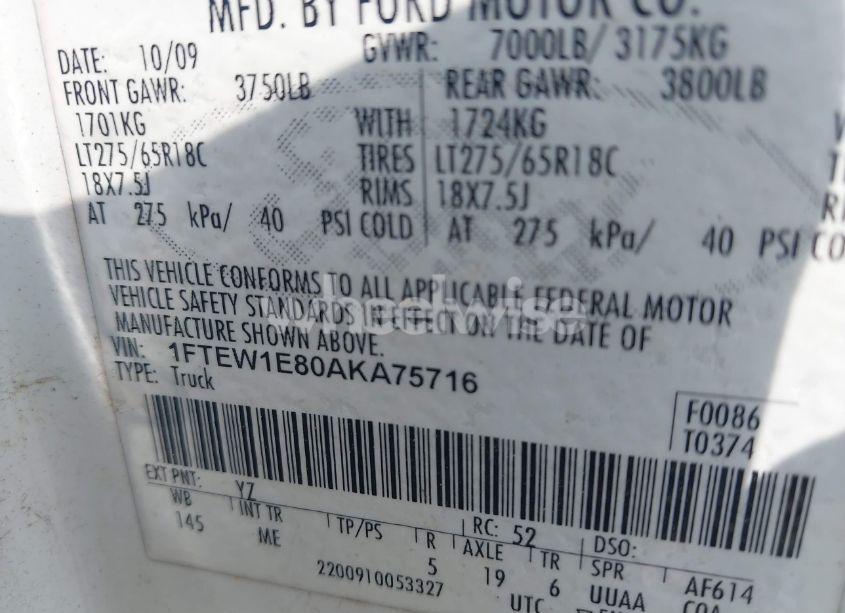 MFD. BY FORD MOTOR CO.
DATE: 10/09 GVWR: 7000LB/ 3175KG
FRONT GAWR: 3750LB REAR GAWR: 3800LB
1701KG WITH 1724KG
LT275/65R18C TIRES LT275/65R18C
18X7.5J RIMS 18X7.5J
AT 275 kPa/ 40 PSI COLD AT 275 kPa/ 40 PSI CO
THIS VEHICLE CONFORMS TO ALL APPLICABLE FEDERAL MOTOR
VEHICLE SAFETY STANDARDS IN EFFECT ON THE DATE OF
MANUFACTURE SHOWN ABOVE.
VIN: 1FTEW1E80AKA75716
TYPE: Truck
F0086
T0374
EXT PNT: YZ RC: 52 DSO:
WB INT TR TP/PS R AXLE TR SPR
145 ME 5 19 6 UUAA AF614
2200910053327 UTC